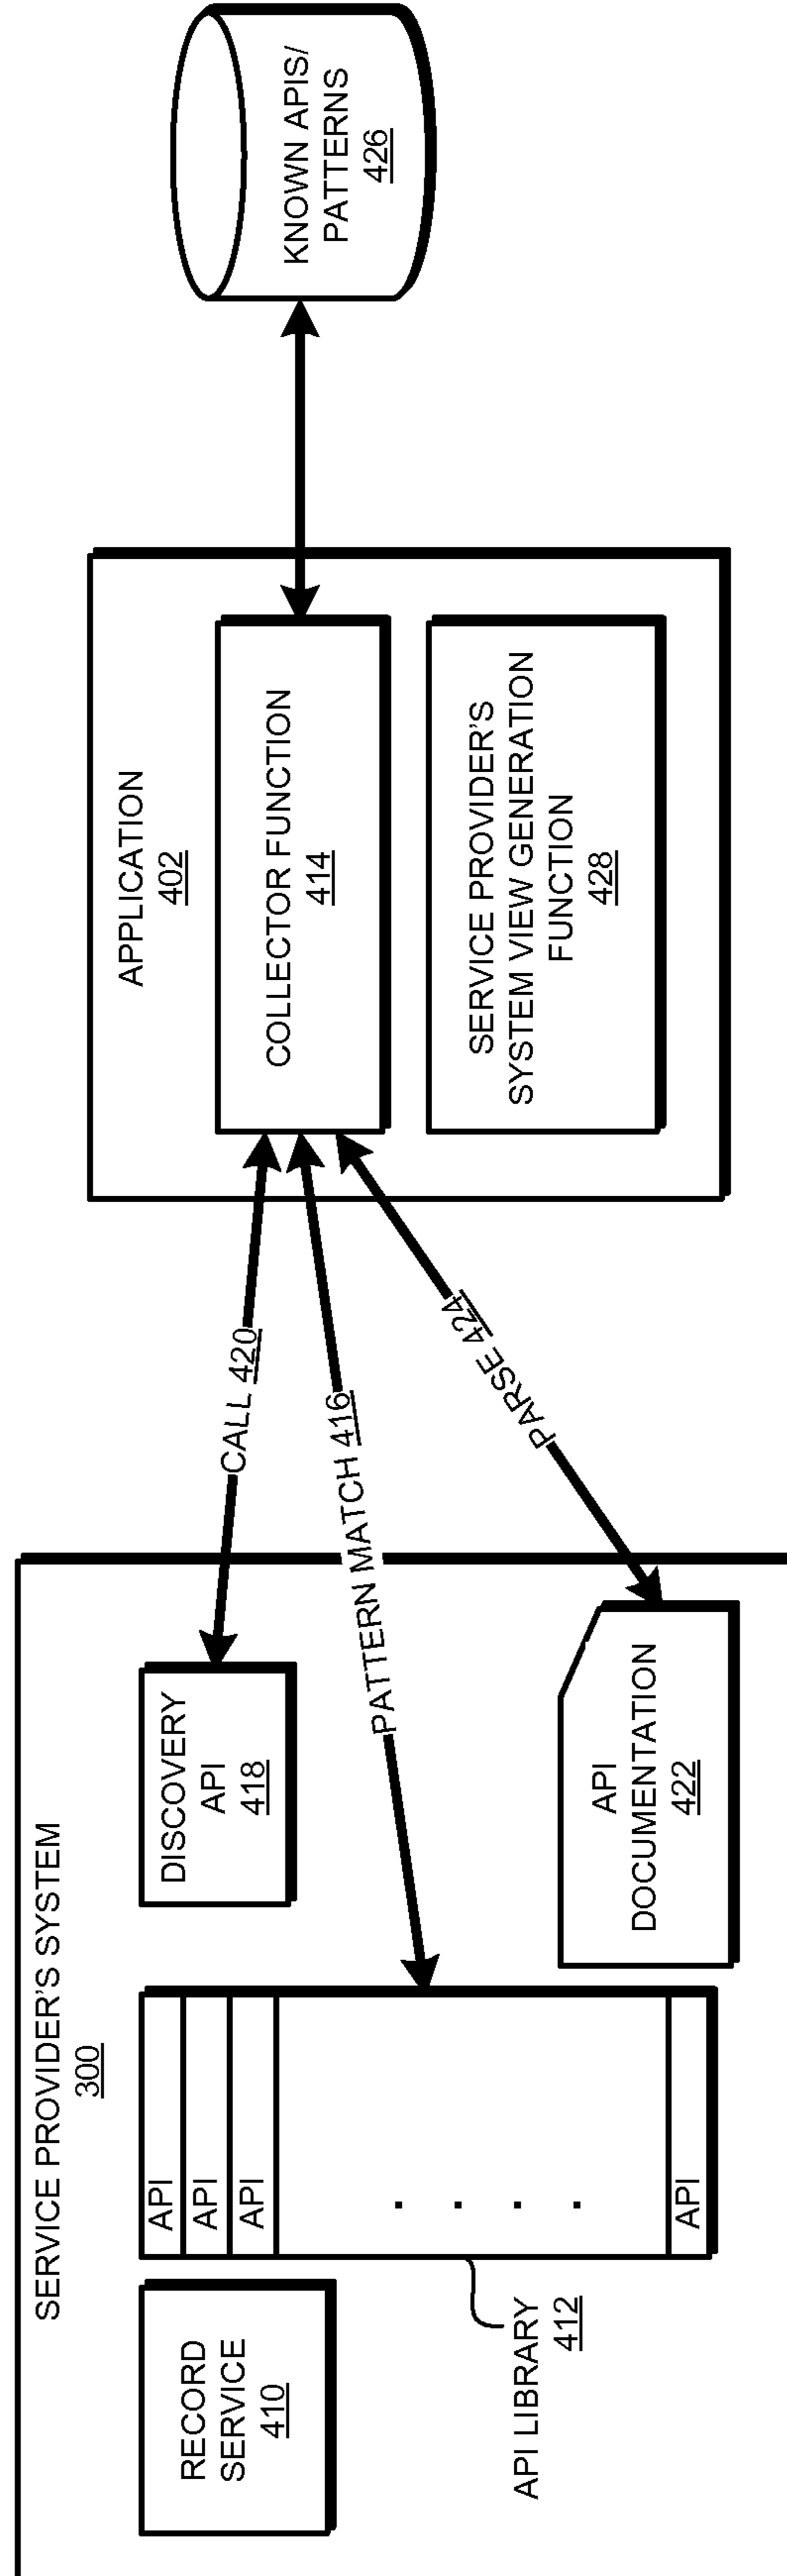 SERVICE PROVIDER'S SYSTEM
300
RECORD
SERVICE
410
API
API
API
. . . .
API
API LIBRARY
412
DISCOVERY
API
418
API
DOCUMENTATION
422
CALL 420
PATTERN MATCH 416
PARSE 424
APPLICATION
402
COLLECTOR FUNCTION
414
SERVICE PROVIDER'S
SYSTEM VIEW GENERATION
FUNCTION
428
KNOWN APIS/
PATTERNS
426